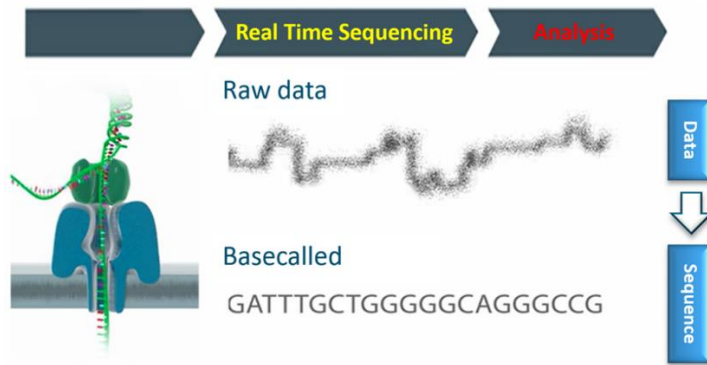 Real Time Sequencing
Analysis
Raw data
Data
Basecalled
GATTTGCTGGGGGCAGGGCCG
Sequence